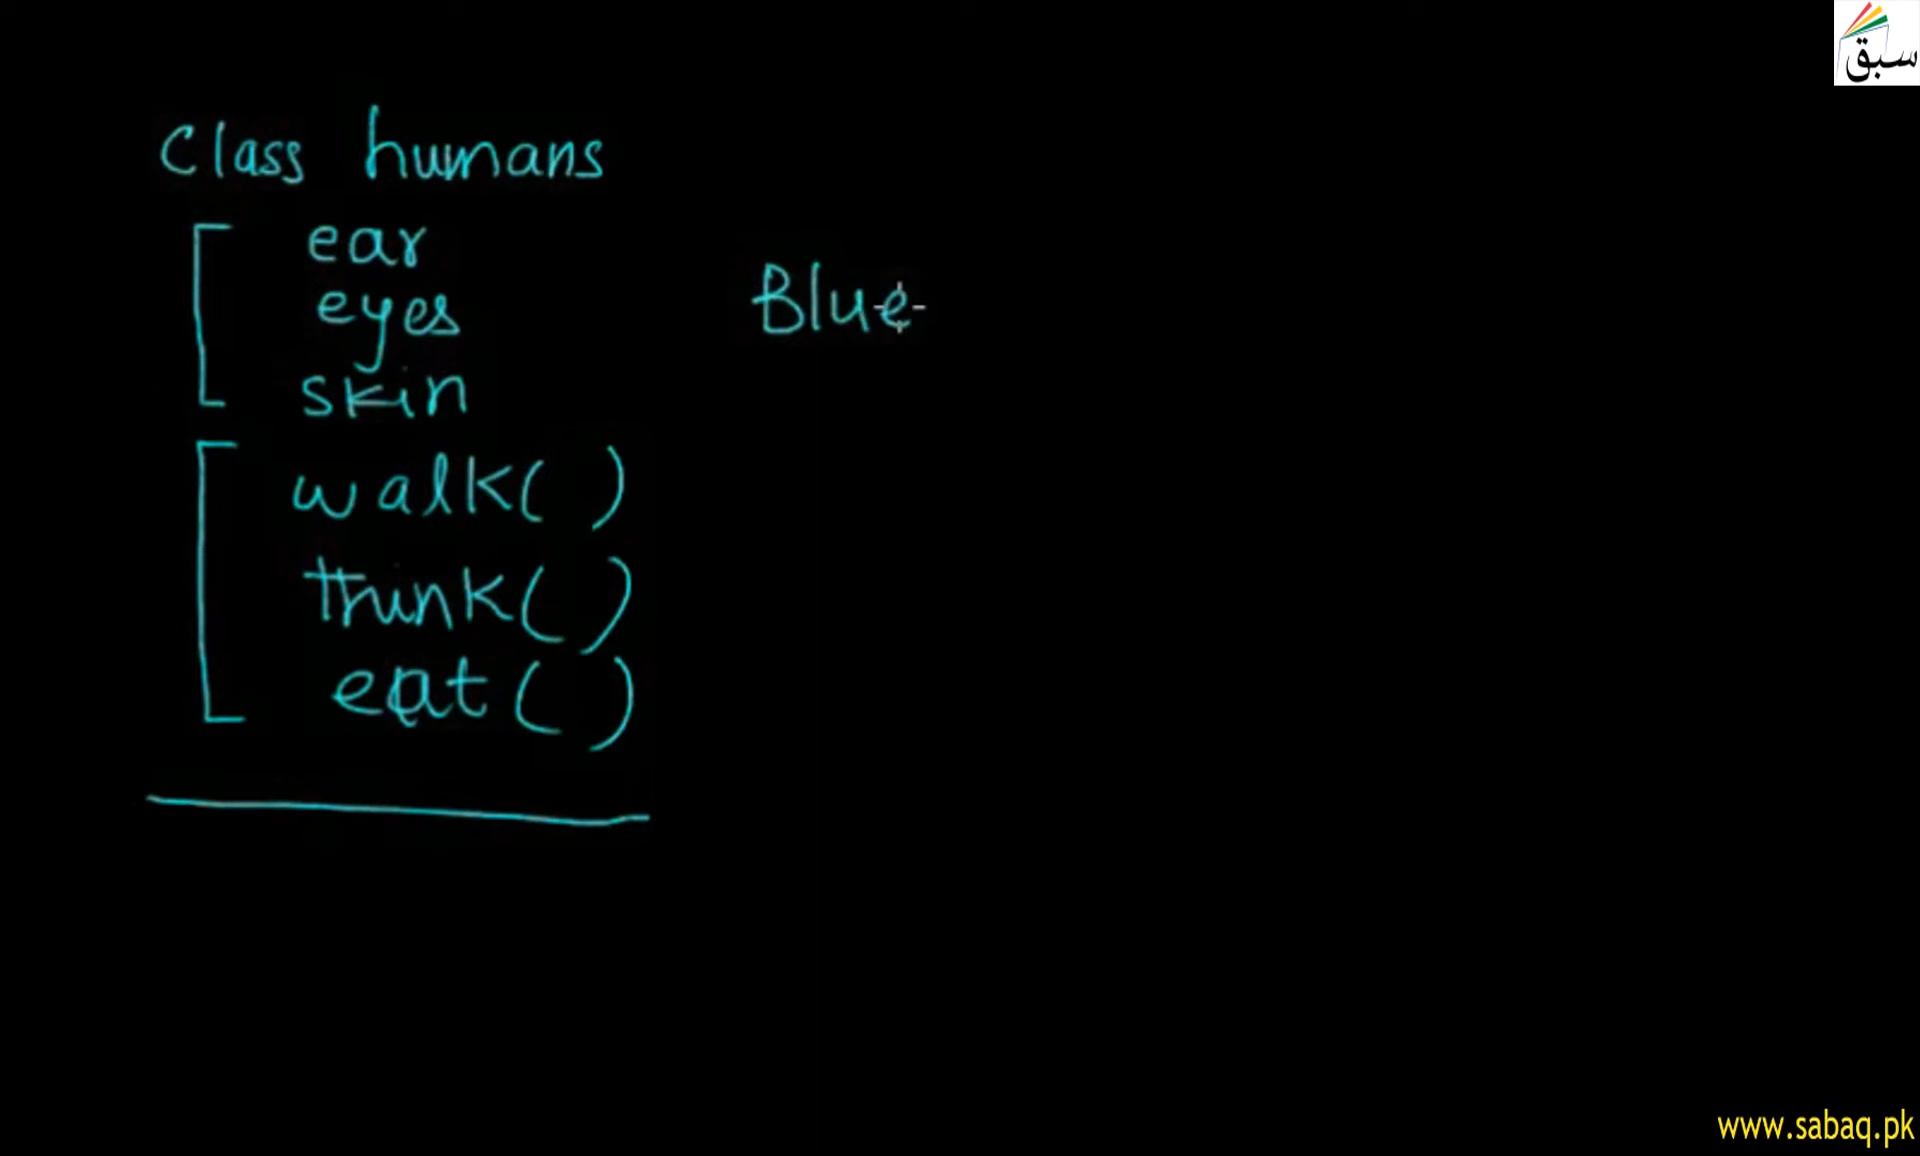 سبق
Class humans
ear
eyes
Blue
skin
walk( )
think( )
eat( )
www.sabaq.pk